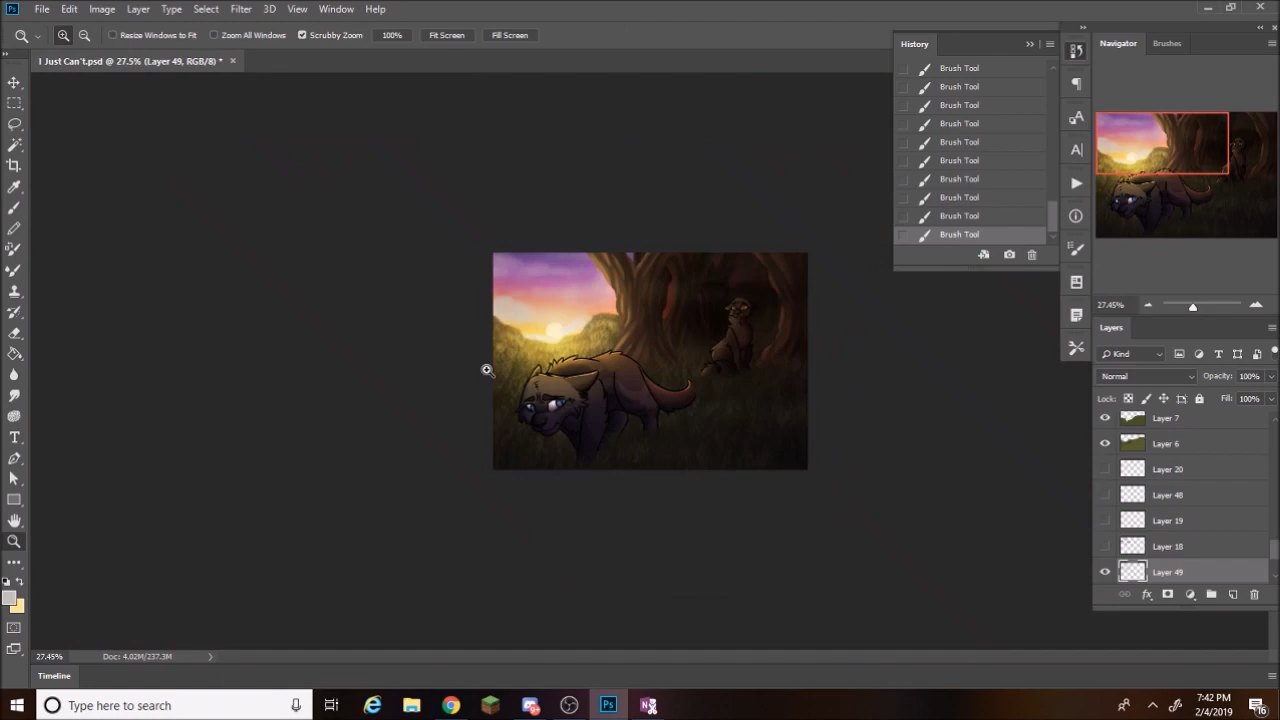 Ps File Edit Image Layer Type Select Filter 3D View Window Help
Resize Windows to Fit Zoom All Windows Scrubby Zoom 100% Fit Screen Fill Screen
I Just Can't.psd @ 27.5% (Layer 49, RGB/8) * ×
History
Brush Tool
Brush Tool
Brush Tool
Brush Tool
Brush Tool
Brush Tool
Brush Tool
Brush Tool
Brush Tool
Brush Tool
Navigator Brushes
27.45%
Layers
Kind
Normal Opacity: 100%
Lock: Fill: 100%
Layer 7
Layer 6
Layer 20
Layer 48
Layer 19
Layer 18
Layer 49
fx
27.45% Doc: 4.02M/237.3M
Timeline
Type here to search
Ps
7:42 PM
2/4/2019
16